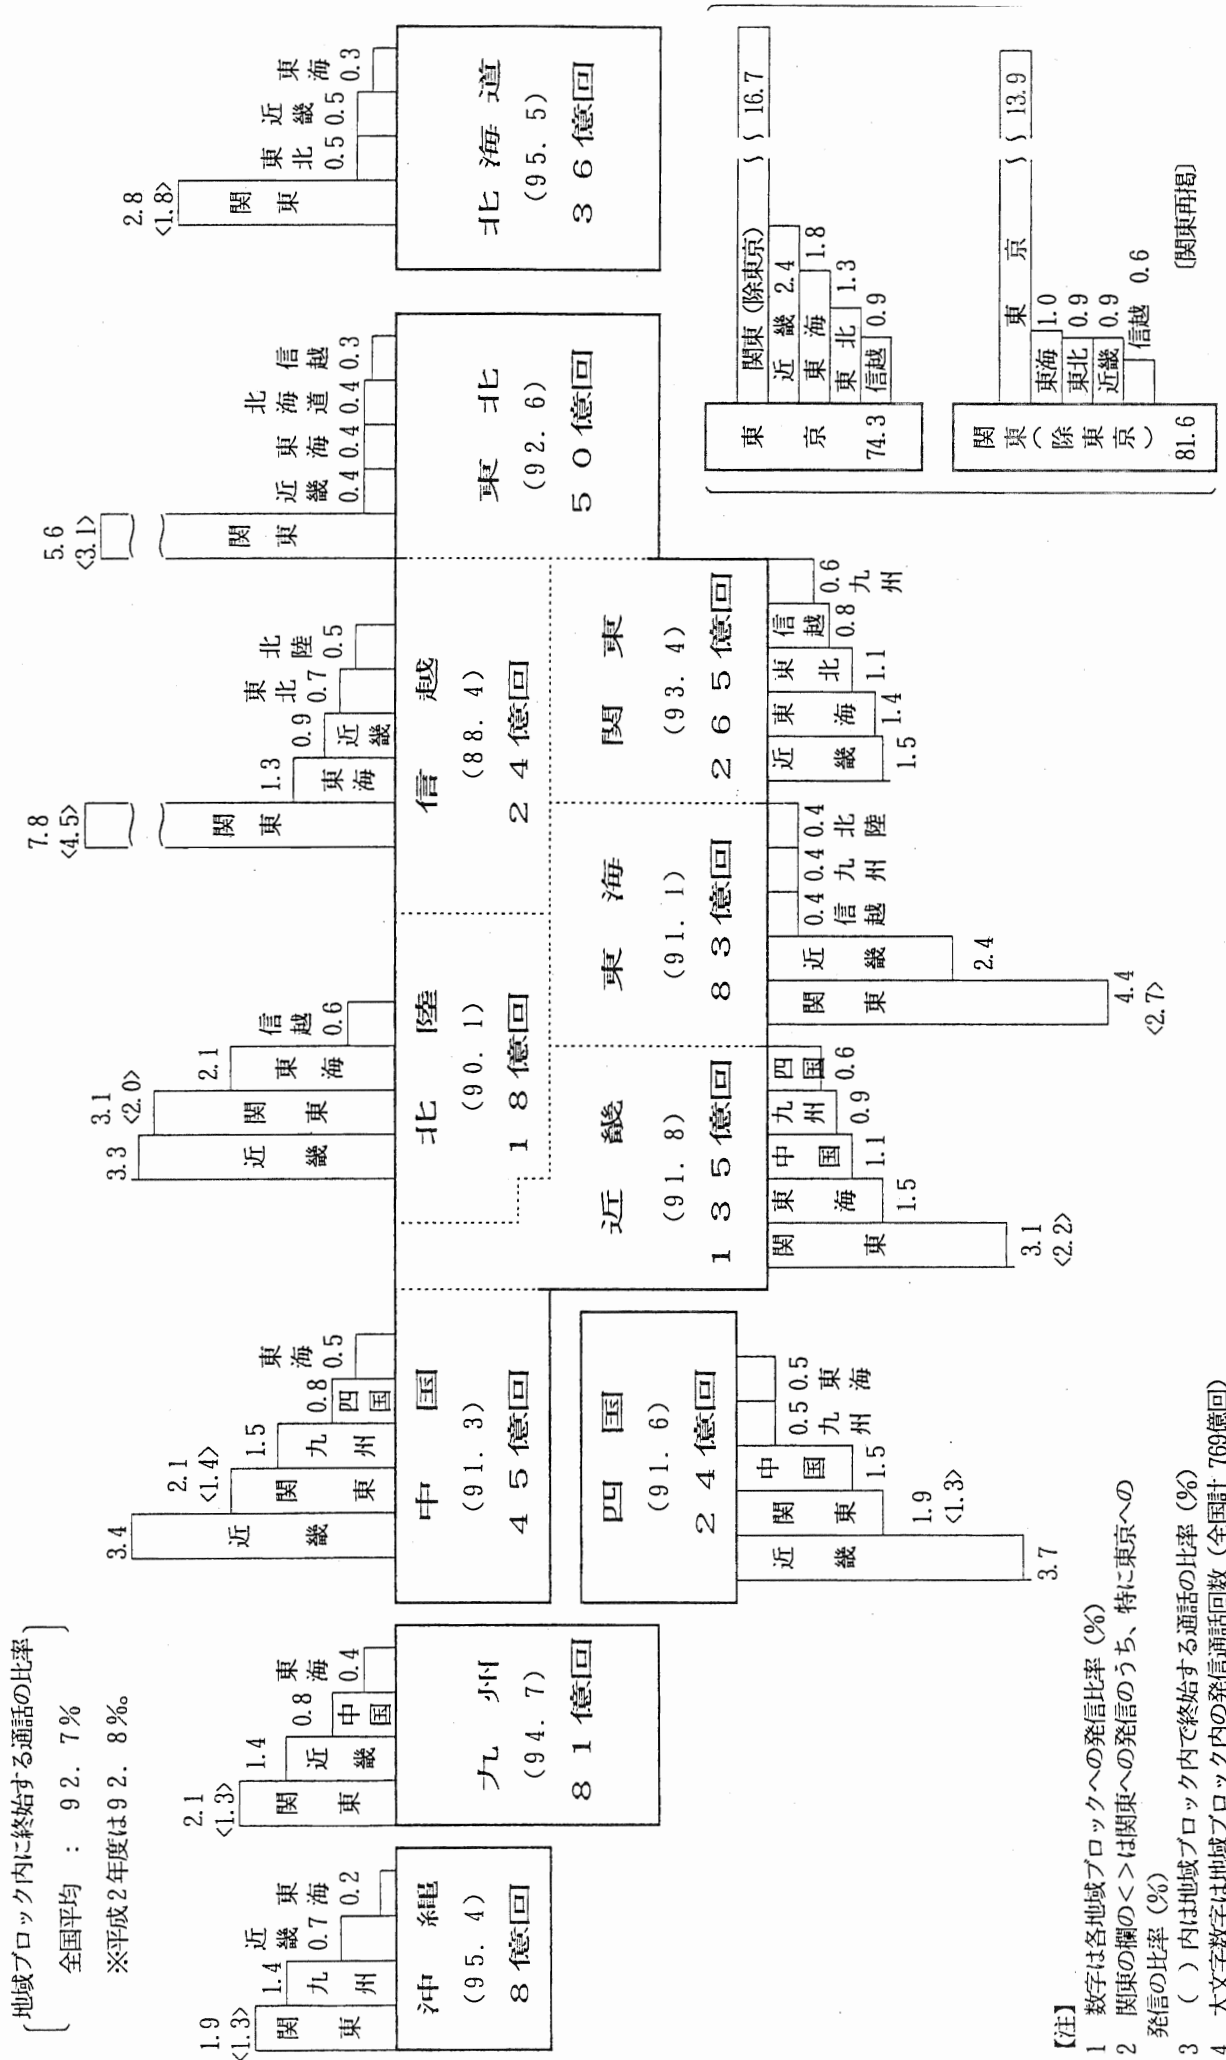 地域ブロック内に終始する通話の比率
全国平均 : 92.7%
※平成2年度は92.8%。
沖縄
(95.4)
8億回
関東
1.9
<1.3>
九州
1.4
近畿
0.7
東海
0.2
九州
(94.7)
81億回
関東
2.1
<1.3>
近畿
1.4
中国
0.8
東海
0.4
中国
(91.3)
45億回
近畿
3.4
関東
2.1
<1.4>
九州
1.5
四国
0.8
東海
0.5
四国
(91.6)
24億回
近畿
3.7
関東
1.9
<1.3>
中国
1.5
九州
0.5
東海
0.5
北陸
(90.1)
18億回
近畿
3.3
関東
3.1
<2.0>
東海
2.1
信越
0.6
近畿
(91.8)
135億回
関東
3.1
<2.2>
東海
1.5
中国
1.1
九州
0.9
四国
0.6
信越
(88.4)
24億回
関東
7.8
<4.5>
東海
1.3
近畿
0.9
東北
0.7
北陸
0.5
東海
(91.1)
83億回
関東
4.4
<2.7>
近畿
2.4
信越
0.4
九州
0.4
北陸
0.4
関東
(93.4)
265億回
近畿
1.5
東海
1.4
東北
1.1
信越
0.8
九州
0.6
東北
(92.6)
50億回
関東
5.6
<3.1>
近畿
0.4
東海
0.4
北海道
0.4
信越
0.3
北海道
(95.5)
36億回
関東
2.8
<1.8>
東北
0.5
近畿
0.5
東海
0.3
東京
74.3
関東(除東京) 16.7
近畿 2.4
東海 1.8
東北 1.3
信越 0.9
関東(除東京)
81.6
東京 13.9
東海 1.0
東北 0.9
近畿 0.9
信越 0.6
〔関東再掲〕
【注】
1 数字は各地域ブロックへの発信比率(%)
2 関東の欄の< >は関東への発信のうち、特に東京への
発信の比率(%)
3 ( )内は地域ブロック内で終始する通話の比率(%)
4 太文字数字は地域ブロック内の発信通話回数(全国計 769億回)